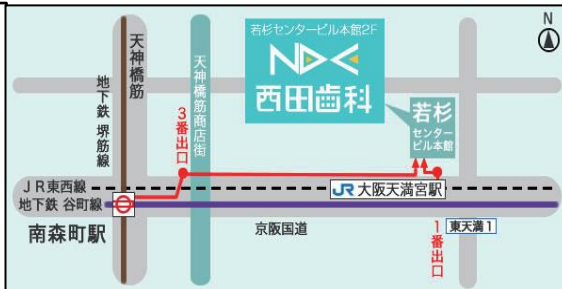 N
若杉センタービル本館2F
NDC
西田歯科
天神橋筋
地下鉄 堺筋線
天神橋筋商店街
3番出口
若杉
センター
ビル本館
JR東西線
JR 大阪天満宮駅
地下鉄 谷町線
南森町駅
京阪国道
1番出口
東天満1